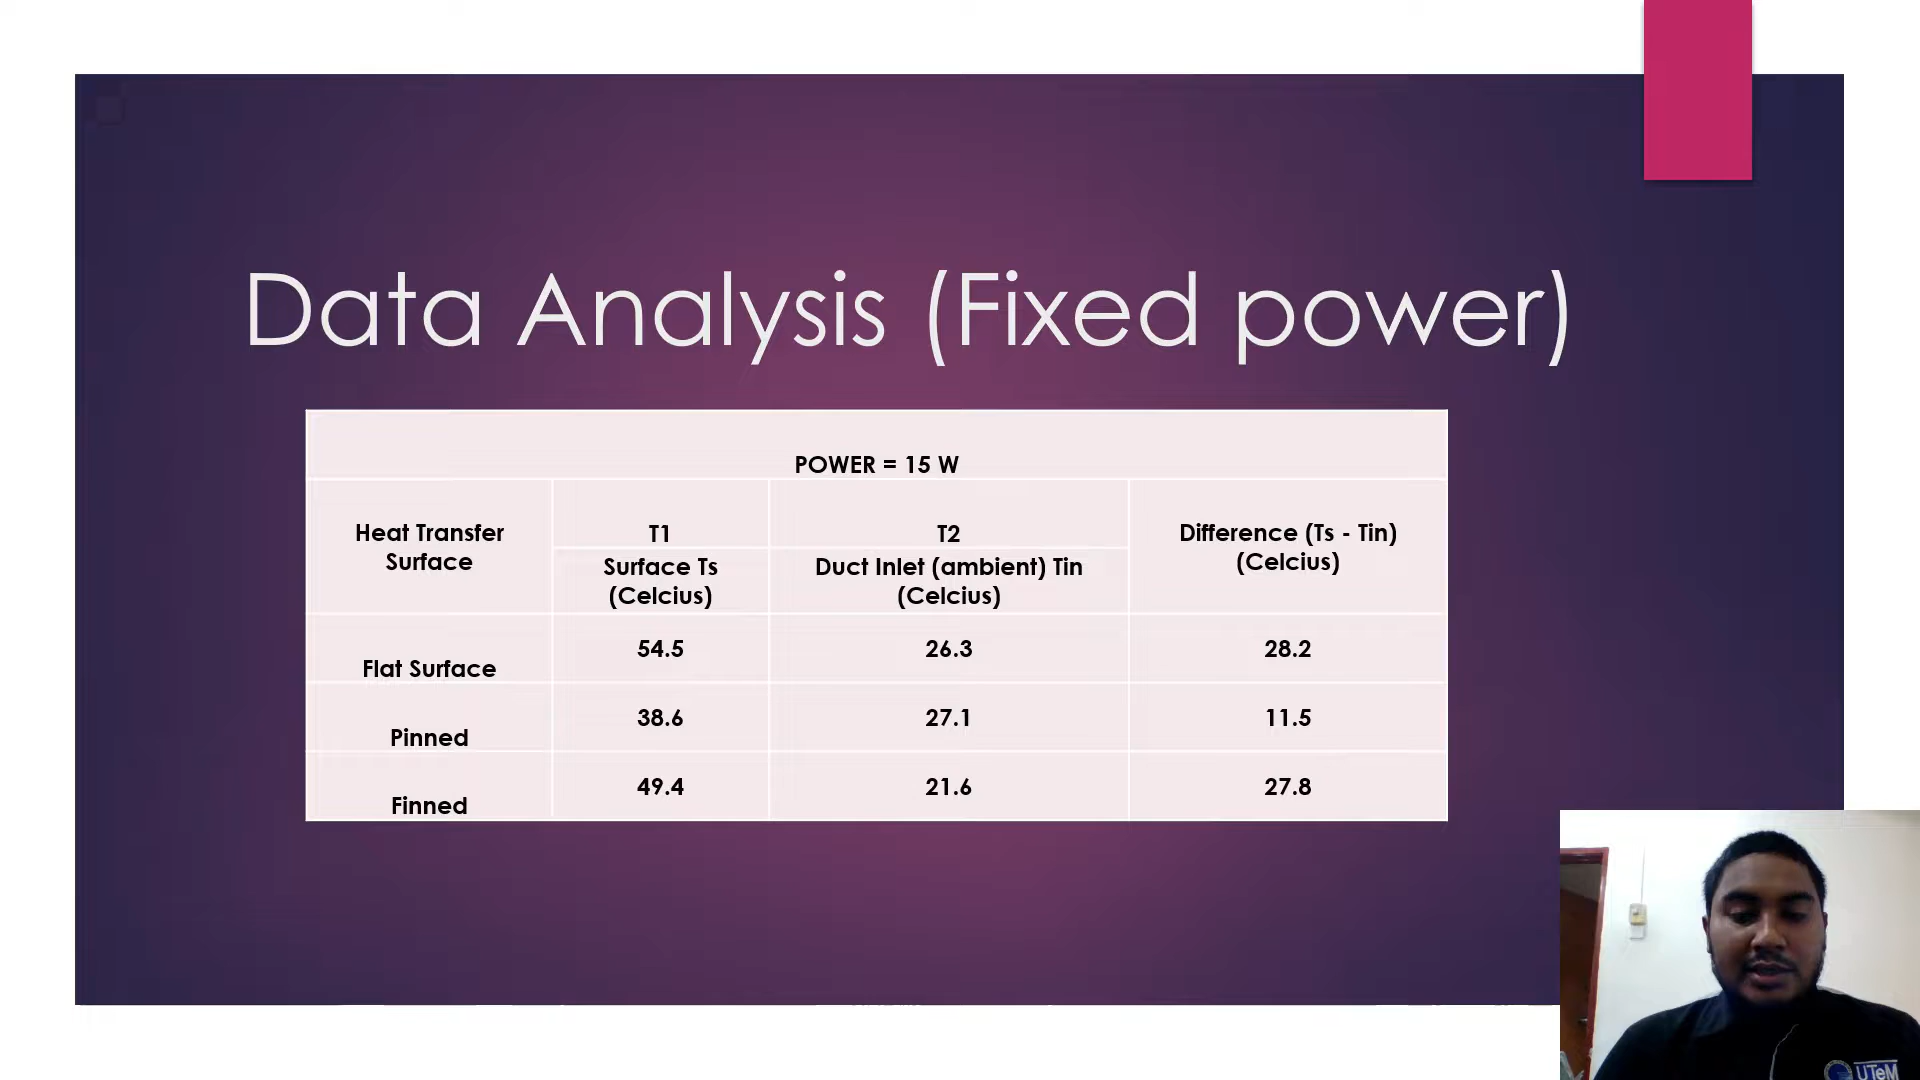 Data Analysis (Fixed power)
POWER = 15 W
Heat Transfer
Surface
T1
T2
Difference (Ts - Tin)
(Celcius)
Surface Ts
(Celcius)
Duct Inlet (ambient) Tin
(Celcius)
Flat Surface
54.5
26.3
28.2
Pinned
38.6
27.1
11.5
Finned
49.4
21.6
27.8
UTeM